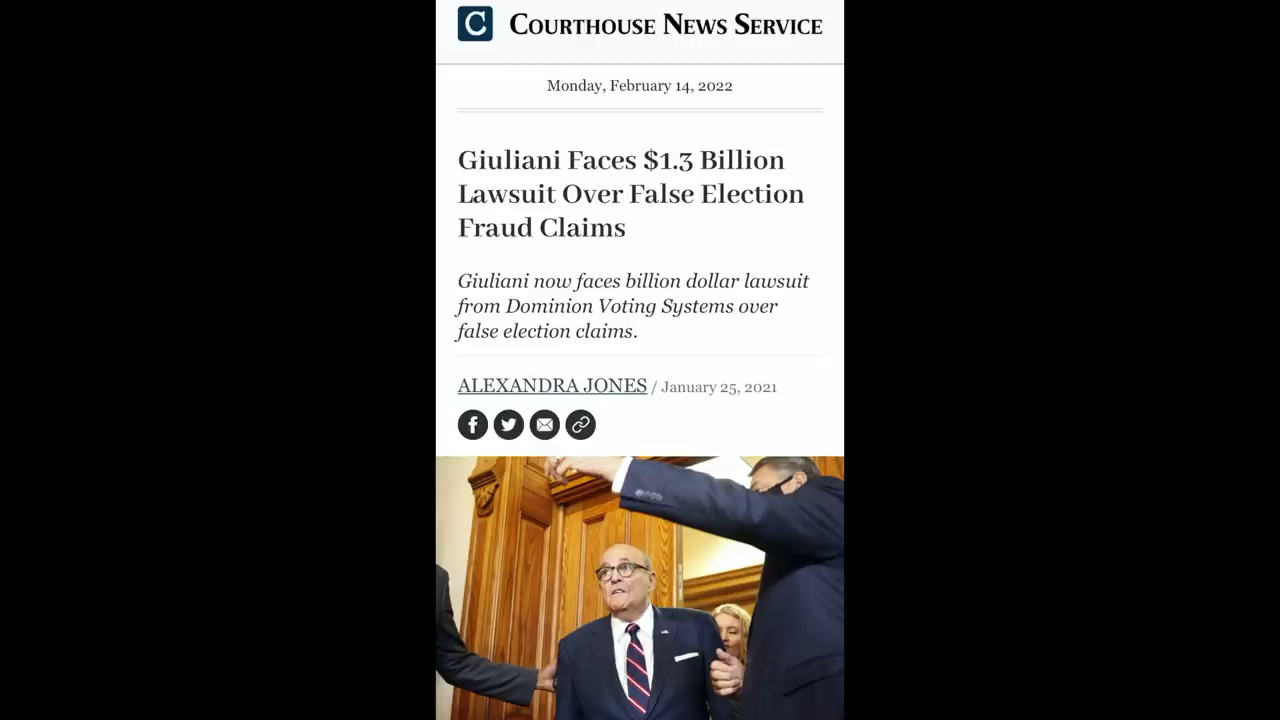 C COURTHOUSE NEWS SERVICE
Monday, February 14, 2022
Giuliani Faces $1.3 Billion
Lawsuit Over False Election
Fraud Claims
Giuliani now faces billion dollar lawsuit
from Dominion Voting Systems over
false election claims.
ALEXANDRA JONES / January 25, 2021